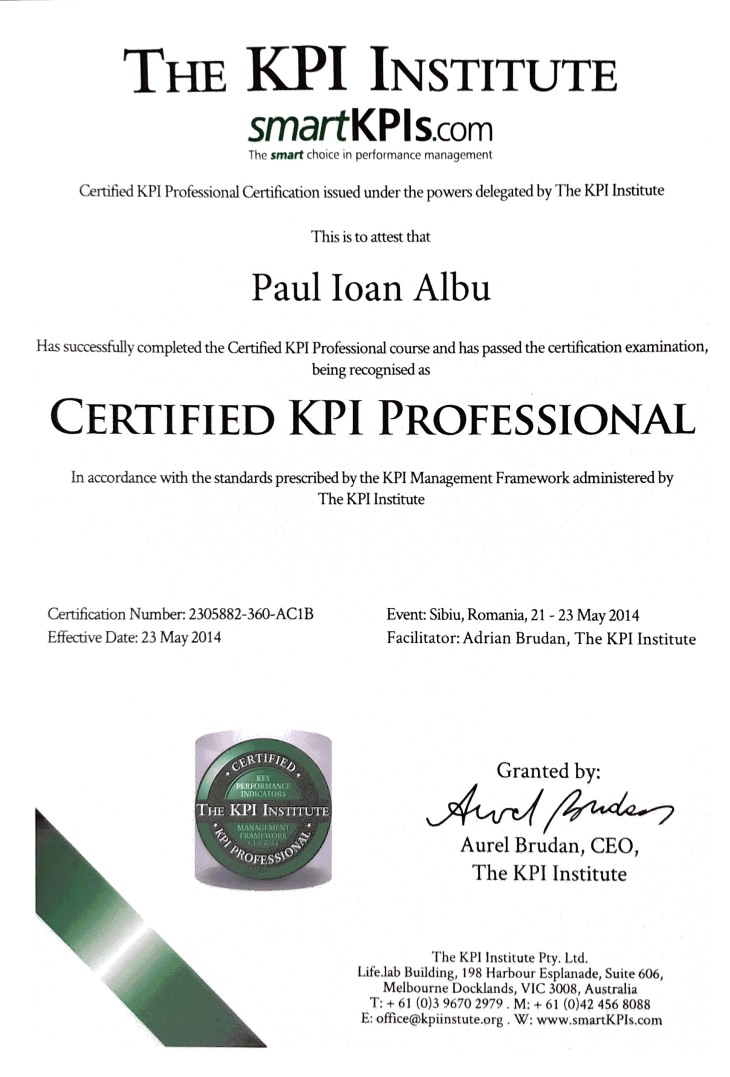 THE KPI INSTITUTE
smartKPIs.com
The smart choice in performance management
Certified KPI Professional Certification issued under the powers delegated by The KPI Institute
This is to attest that
Paul Ioan Albu
Has successfully completed the Certified KPI Professional course and has passed the certification examination,
being recognised as
CERTIFIED KPI PROFESSIONAL
In accordance with the standards prescribed by the KPI Management Framework administered by
The KPI Institute
Certification Number: 2305882-360-AC1B
Effective Date: 23 May 2014
Event: Sibiu, Romania, 21 - 23 May 2014
Facilitator: Adrian Brudan, The KPI Institute
CERTIFIED
KEY
PERFORMANCE
INDICATORS
THE KPI INSTITUTE
MANAGEMENT
FRAMEWORK
KPI PROFESSIONAL
Granted by:
Aurel Brudan
Aurel Brudan, CEO,
The KPI Institute
The KPI Institute Pty. Ltd.
Life.lab Building, 198 Harbour Esplanade, Suite 606,
Melbourne Docklands, VIC 3008, Australia
T: + 61 (0)3 9670 2979 . M: + 61 (0)42 456 8088
E: office@kpiinstute.org . W: www.smartKPIs.com